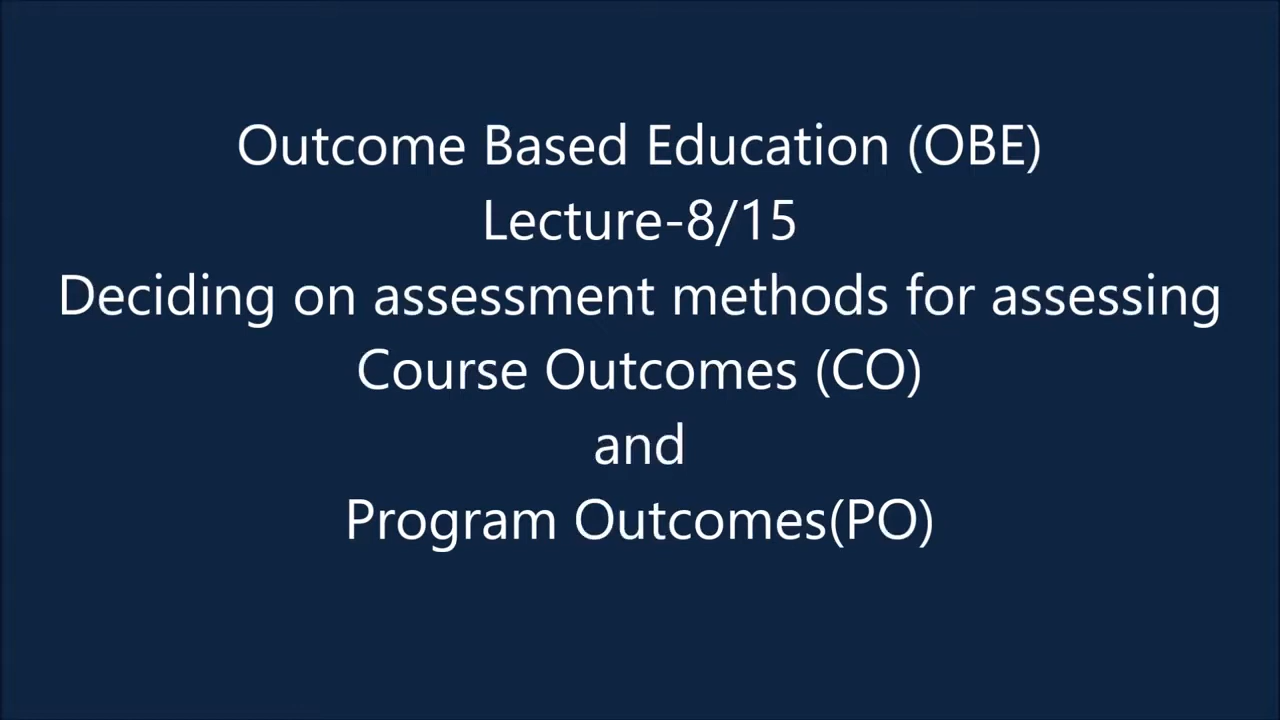 Outcome Based Education (OBE)
Lecture-8/15
Deciding on assessment methods for assessing
Course Outcomes (CO)
and
Program Outcomes(PO)